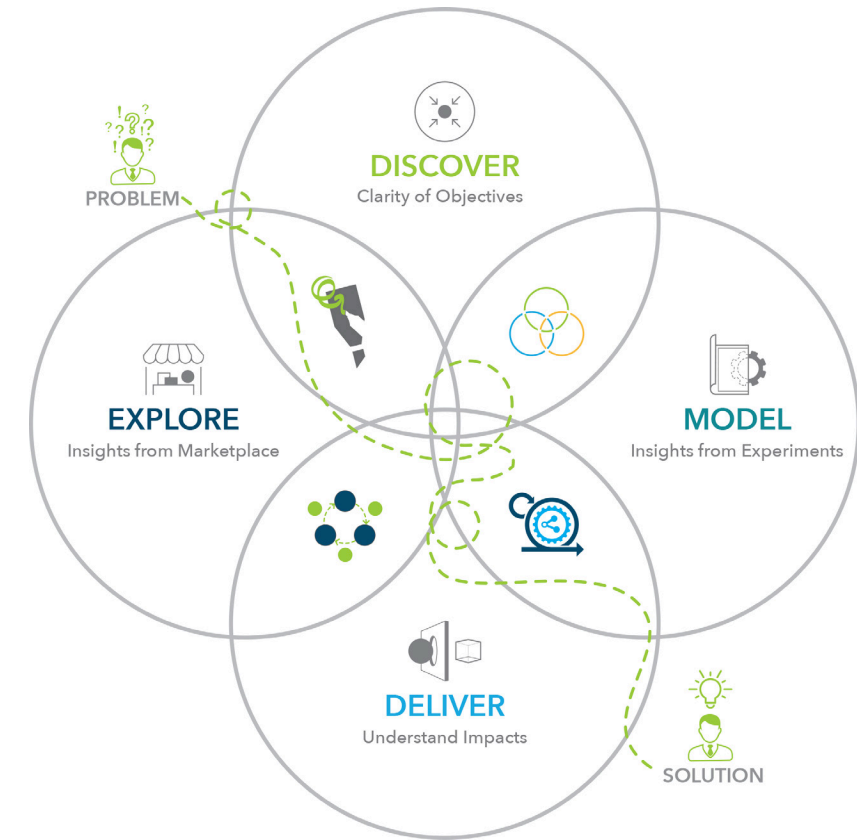 DISCOVER
Clarity of Objectives
PROBLEM
EXPLORE
Insights from Marketplace
MODEL
Insights from Experiments
DELIVER
Understand Impacts
SOLUTION